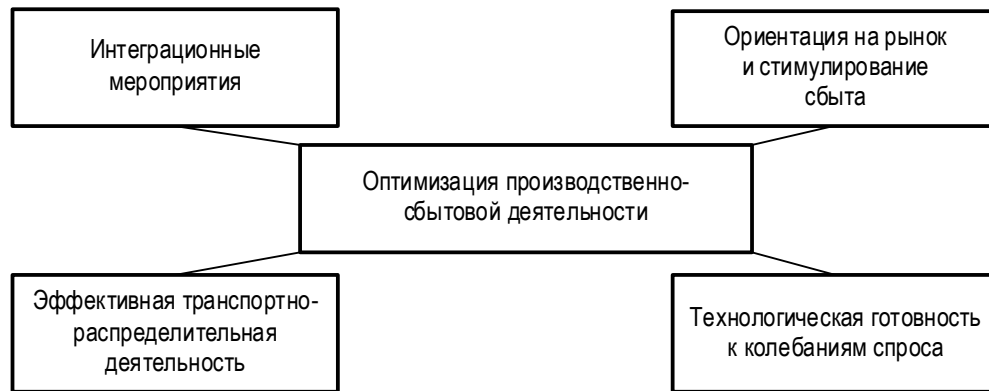 Интеграционные
мероприятия
Ориентация на рынок
и стимулирование
сбыта
Оптимизация производственно-
сбытовой деятельности
Эффективная транспортно-
распределительная
деятельность
Технологическая готовность
к колебаниям спроса